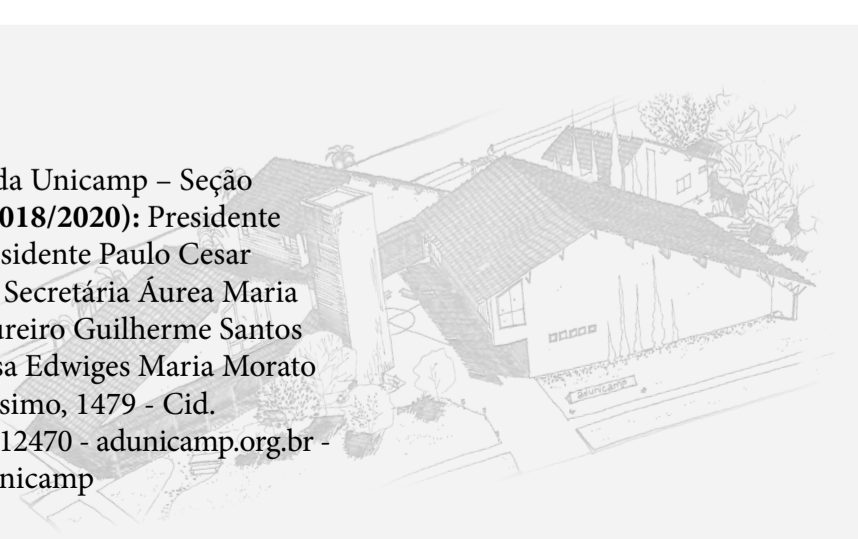 da Unicamp – Seção
018/2020): Presidente
sidente Paulo Cesar
Secretária Áurea Maria
ureiro Guilherme Santos
sa Edwiges Maria Morato
simo, 1479 - Cid.
12470 - adunicamp.org.br -
nicamp
adunicamp